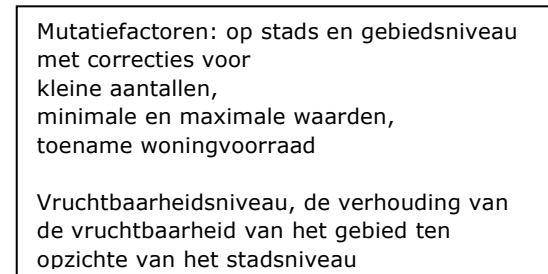 Mutatiefactoren: op stads en gebiedsniveau
met correcties voor
kleine aantallen,
minimale en maximale waarden,
toename woningvoorraad

Vruchtbaarheidsniveau, de verhouding van
de vruchtbaarheid van het gebied ten
opzichte van het stadsniveau